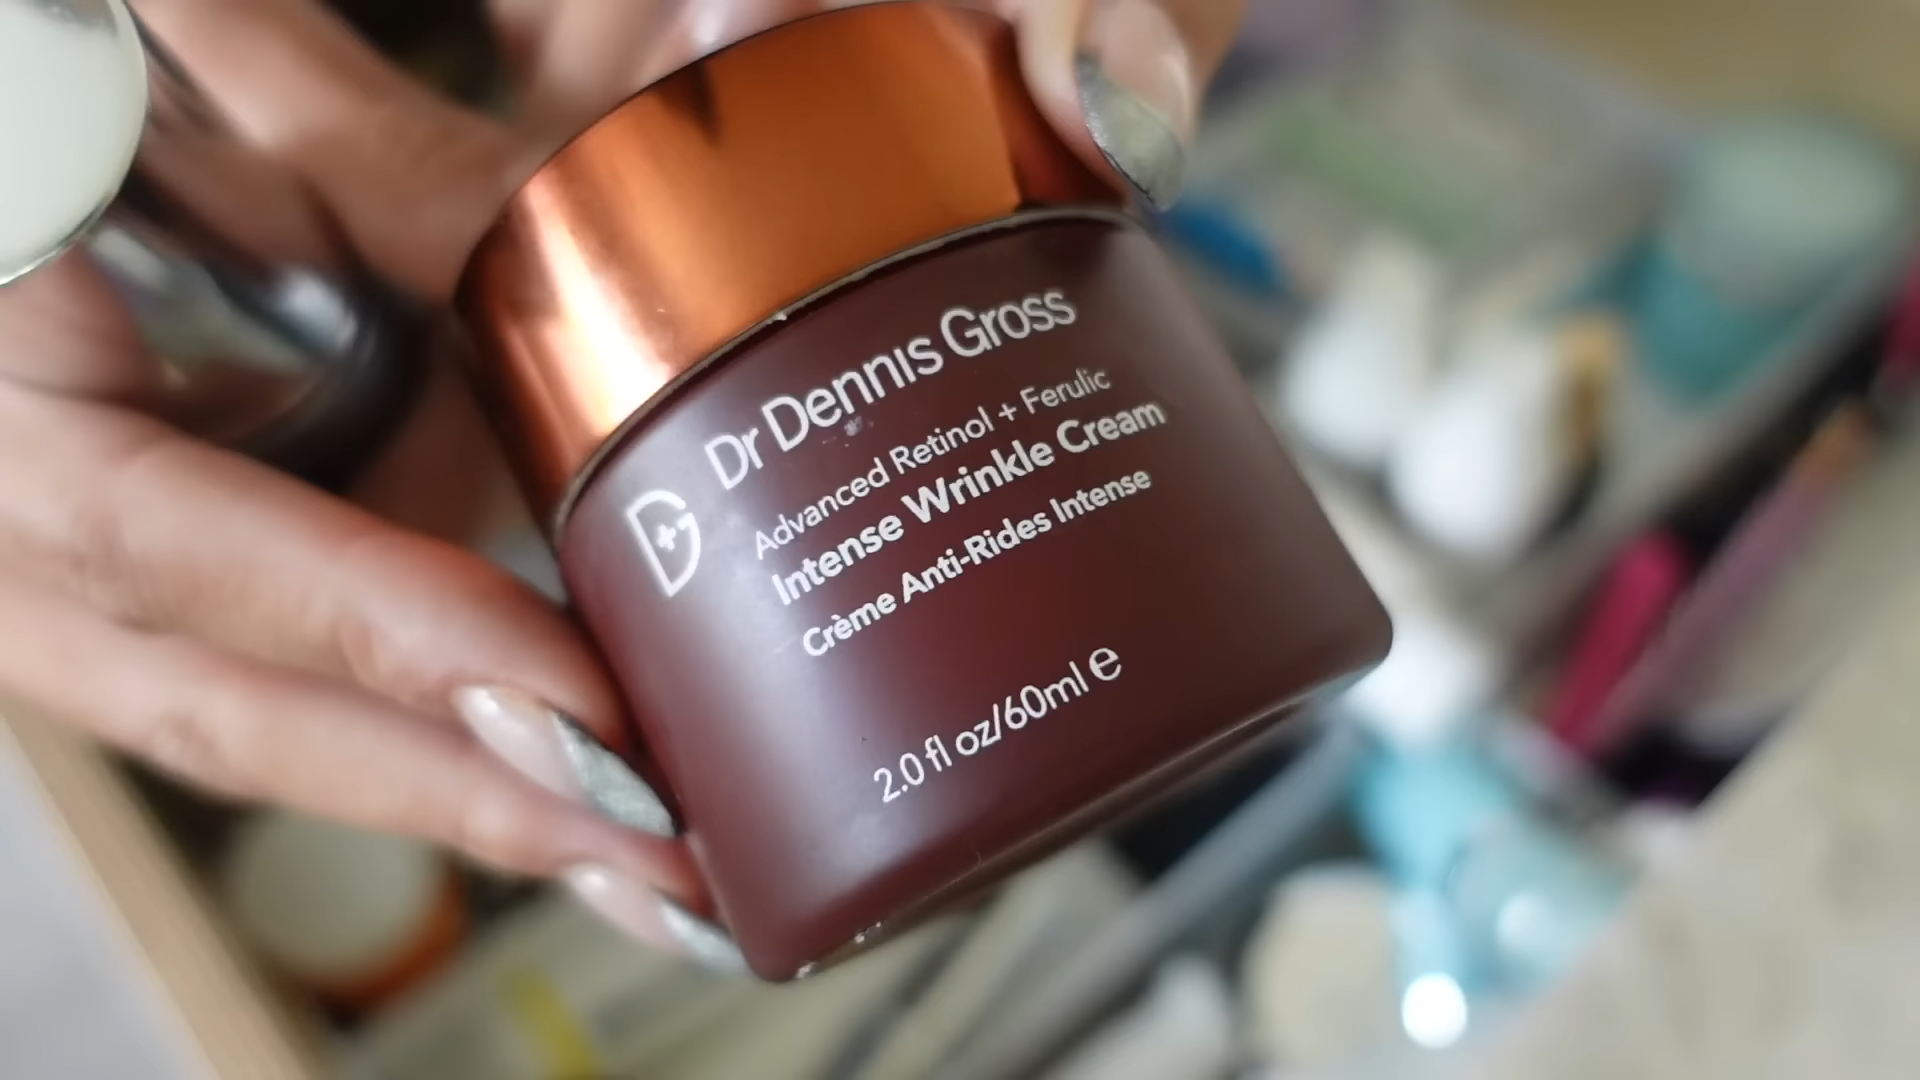 Dr Dennis Gross
Advanced Retinol + Ferulic
Intense Wrinkle Cream
Crème Anti-Rides Intense
2.0 fl oz/60ml ℮